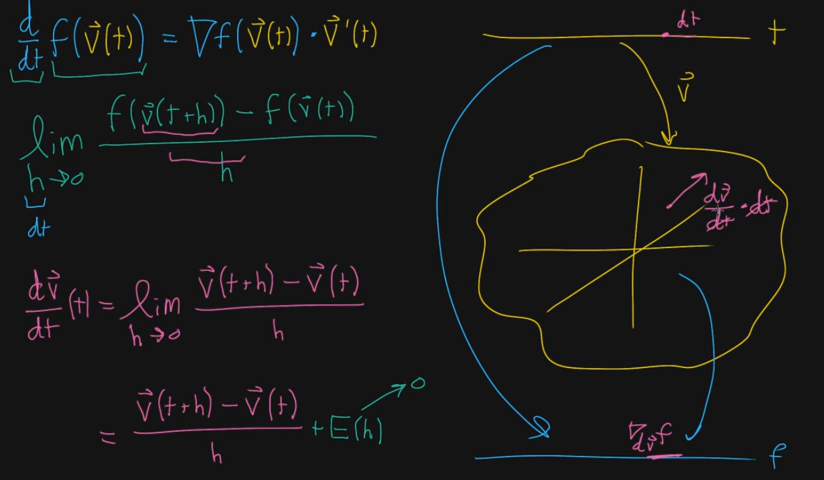 d/dt f(v⃗(t)) = ∇f(v⃗(t)) · v⃗'(t)
lim h→0 (f(v⃗(t+h)) − f(v⃗(t))) / h
dt
dv⃗/dt (t) = lim h→0 (v⃗(t+h) − v⃗(t)) / h
= (v⃗(t+h) − v⃗(t)) / h + E(h) → 0
dt
t
v⃗
dv⃗/dt · dt
∇dv⃗ f
f